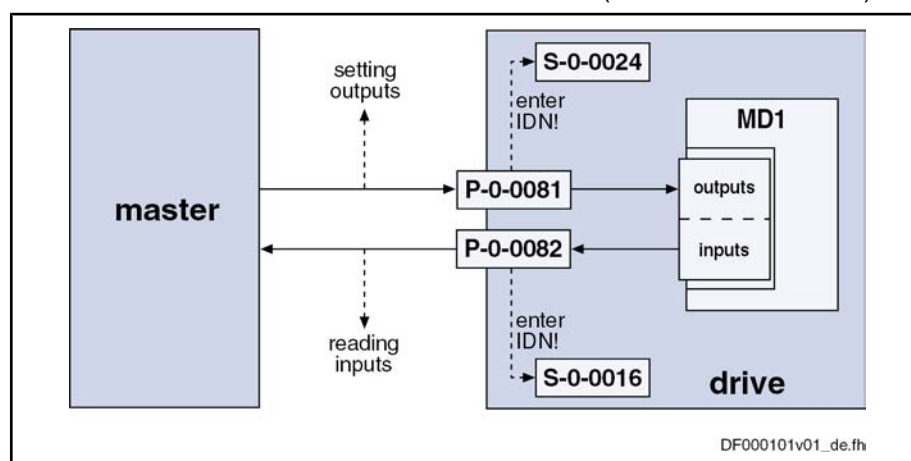 master
setting
outputs
reading
inputs
S-0-0024
enter
IDN!
P-0-0081
P-0-0082
enter
IDN!
S-0-0016
MD1
outputs
inputs
drive
DF000101v01_de.fh